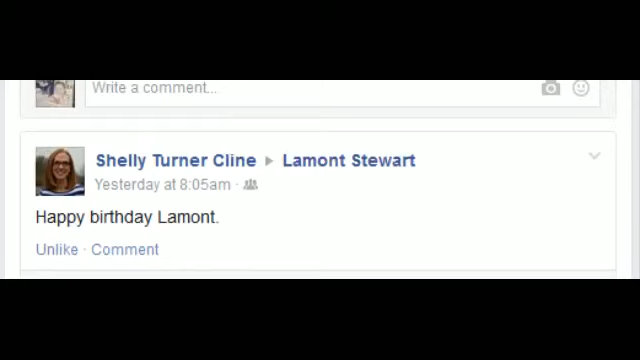 Write a comment...
Shelly Turner Cline ▸ Lamont Stewart
Yesterday at 8:05am ·
Happy birthday Lamont.
Unlike · Comment